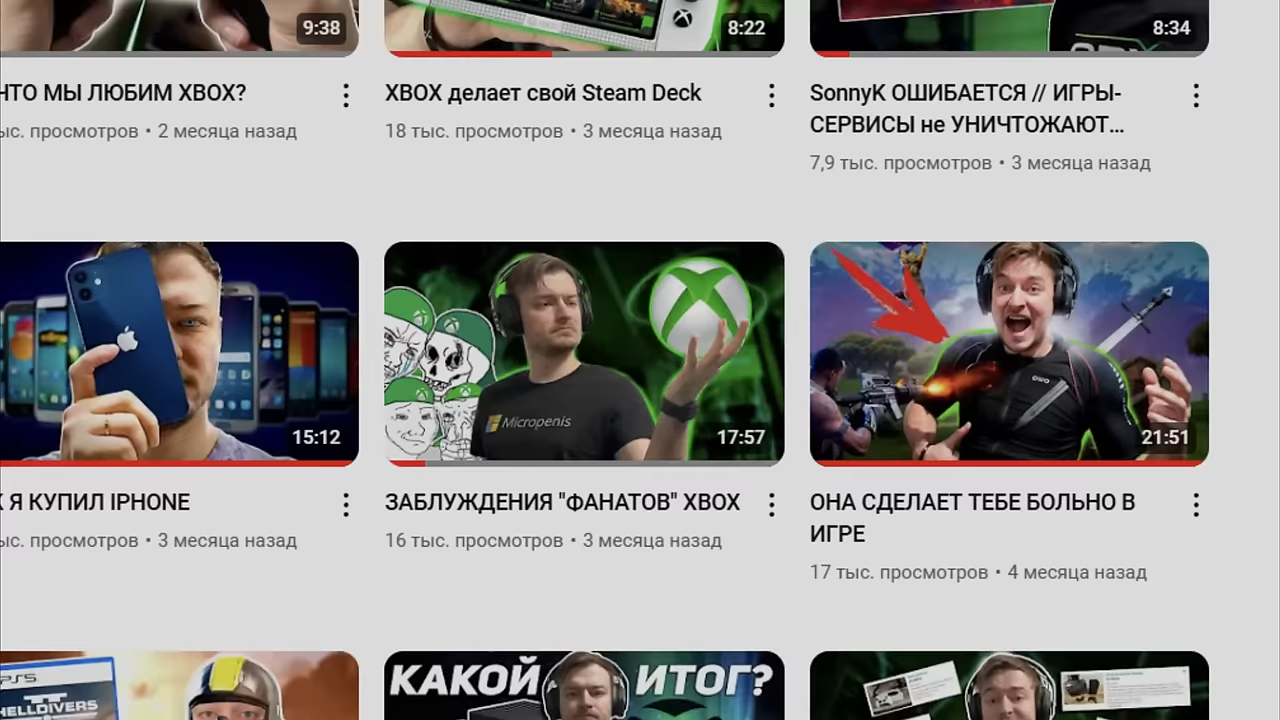 9:38
8:22
8:34
ЧТО МЫ ЛЮБИМ XBOX?
XBOX делает свой Steam Deck
SonnyK ОШИБАЕТСЯ // ИГРЫ-
СЕРВИСЫ не УНИЧТОЖАЮТ...
просмотров • 2 месяца назад
18 тыс. просмотров • 3 месяца назад
7,9 тыс. просмотров • 3 месяца назад
Micropenis
OWO
15:12
17:57
21:51
Я КУПИЛ IPHONE
ЗАБЛУЖДЕНИЯ "ФАНАТОВ" XBOX
ОНА СДЕЛАЕТ ТЕБЕ БОЛЬНО В
ИГРЕ
просмотров • 3 месяца назад
16 тыс. просмотров • 3 месяца назад
17 тыс. просмотров • 4 месяца назад
PS5
HELLDIVERS
КАКОЙ ИТОГ?